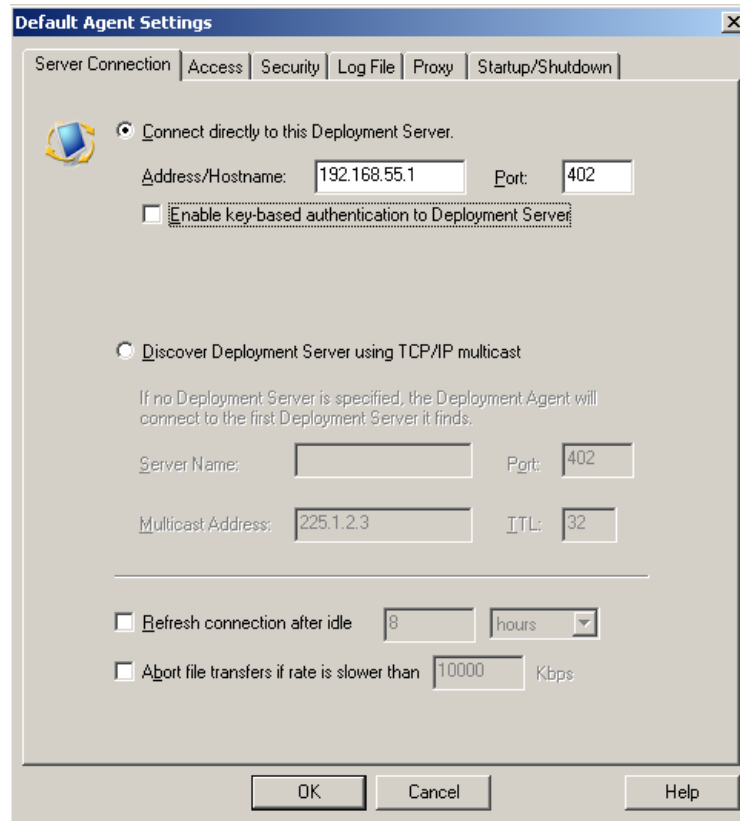 Default Agent Settings
Server Connection Access Security Log File Proxy Startup/Shutdown
Connect directly to this Deployment Server.
Address/Hostname: 192.168.55.1 Port: 402
Enable key-based authentication to Deployment Server
Discover Deployment Server using TCP/IP multicast
If no Deployment Server is specified, the Deployment Agent will
connect to the first Deployment Server it finds.
Server Name: Port: 402
Multicast Address: 225.1.2.3 TTL: 32
Refresh connection after idle 8 hours
Abort file transfers if rate is slower than 10000 Kbps
OK Cancel Help